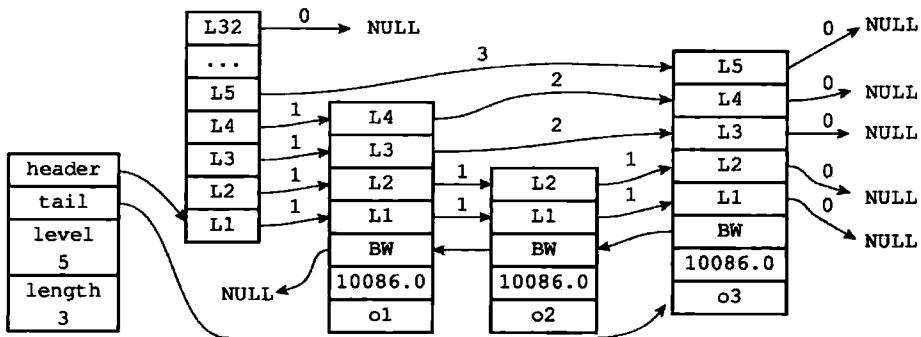 header
tail
level
5
length
3
L32
...
L5
L4
L3
L2
L1
0
NULL
3
1
1
1
1
L4
L3
L2
L1
BW
10086.0
o1
NULL
2
2
1
1
L2
L1
BW
10086.0
o2
1
1
L5
L4
L3
L2
L1
BW
10086.0
o3
0
NULL
0
NULL
0
NULL
0
NULL
0
NULL